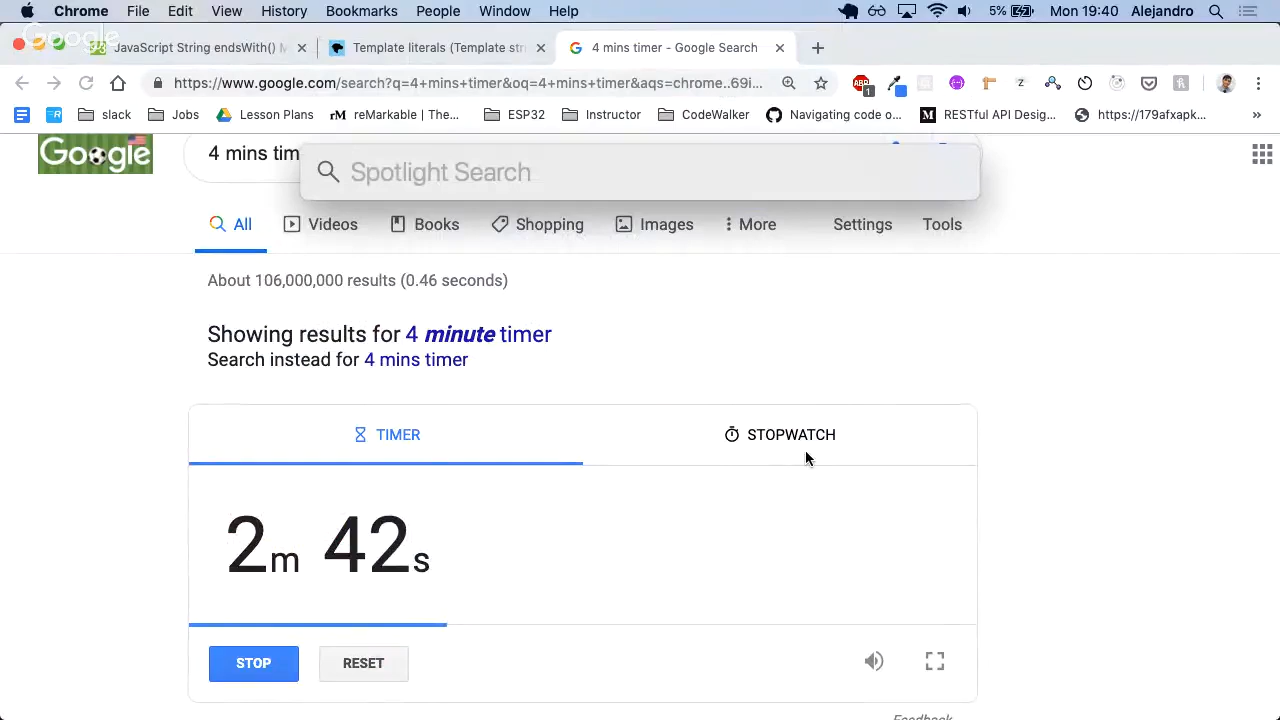 Chrome File Edit View History Bookmarks People Window Help 5% Mon 19:40 Alejandro
Google
JavaScript String endsWith() M Template literals (Template str 4 mins timer - Google Search
https://www.google.com/search?q=4+mins+timer&oq=4+mins+timer&aqs=chrome..69i... ABP 1 Z
slack Jobs Lesson Plans rM reMarkable | The... ESP32 Instructor CodeWalker Navigating code o... M RESTful API Desig... https://179afxapk... »
Google 4 mins tim
Spotlight Search
All Videos Books Shopping Images More Settings Tools
About 106,000,000 results (0.46 seconds)
Showing results for 4 minute timer
Search instead for 4 mins timer
TIMER STOPWATCH
2m 42s
STOP RESET
Feedback